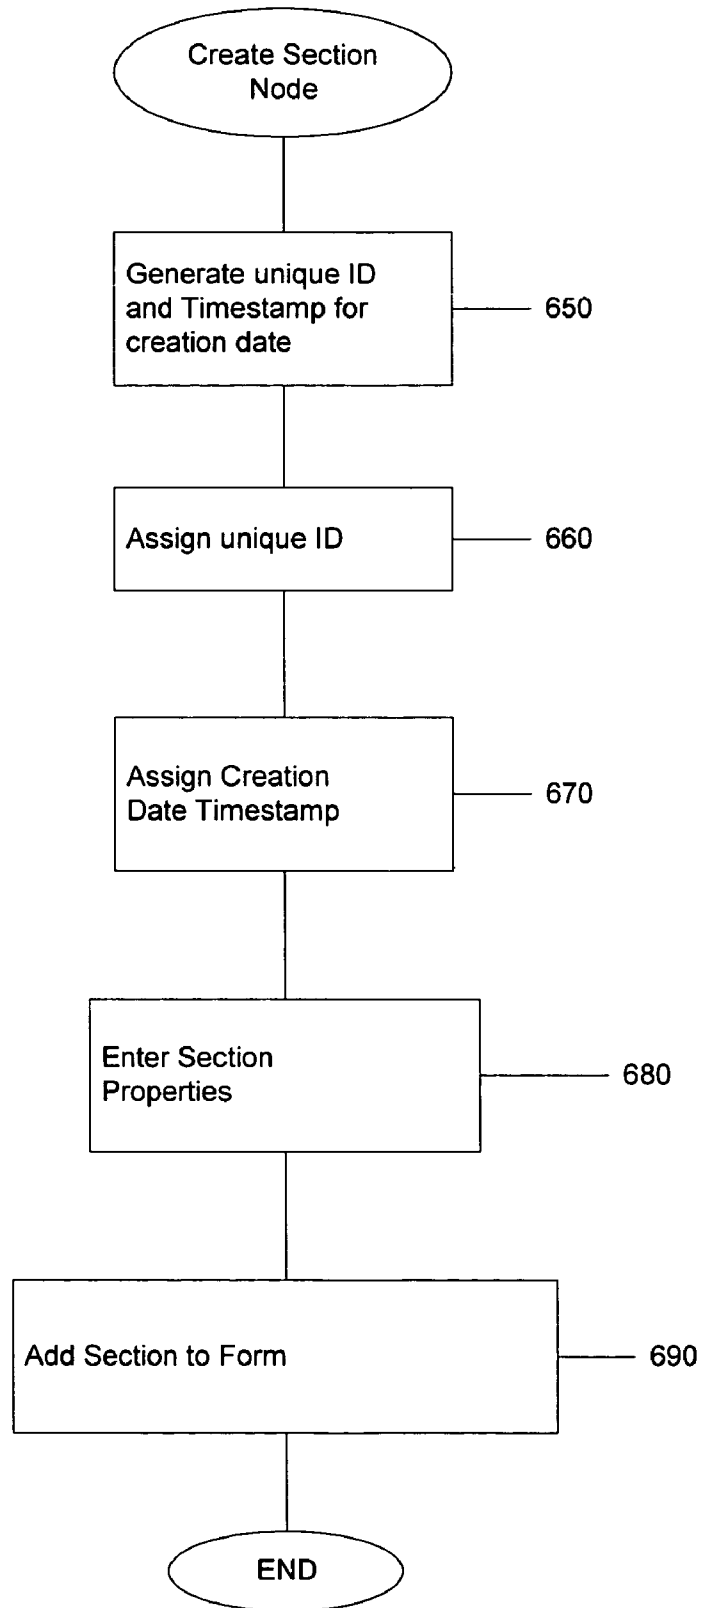 Create Section
Node
Generate unique ID
and Timestamp for
creation date
650
Assign unique ID
660
Assign Creation
Date Timestamp
670
Enter Section
Properties
680
Add Section to Form
690
END